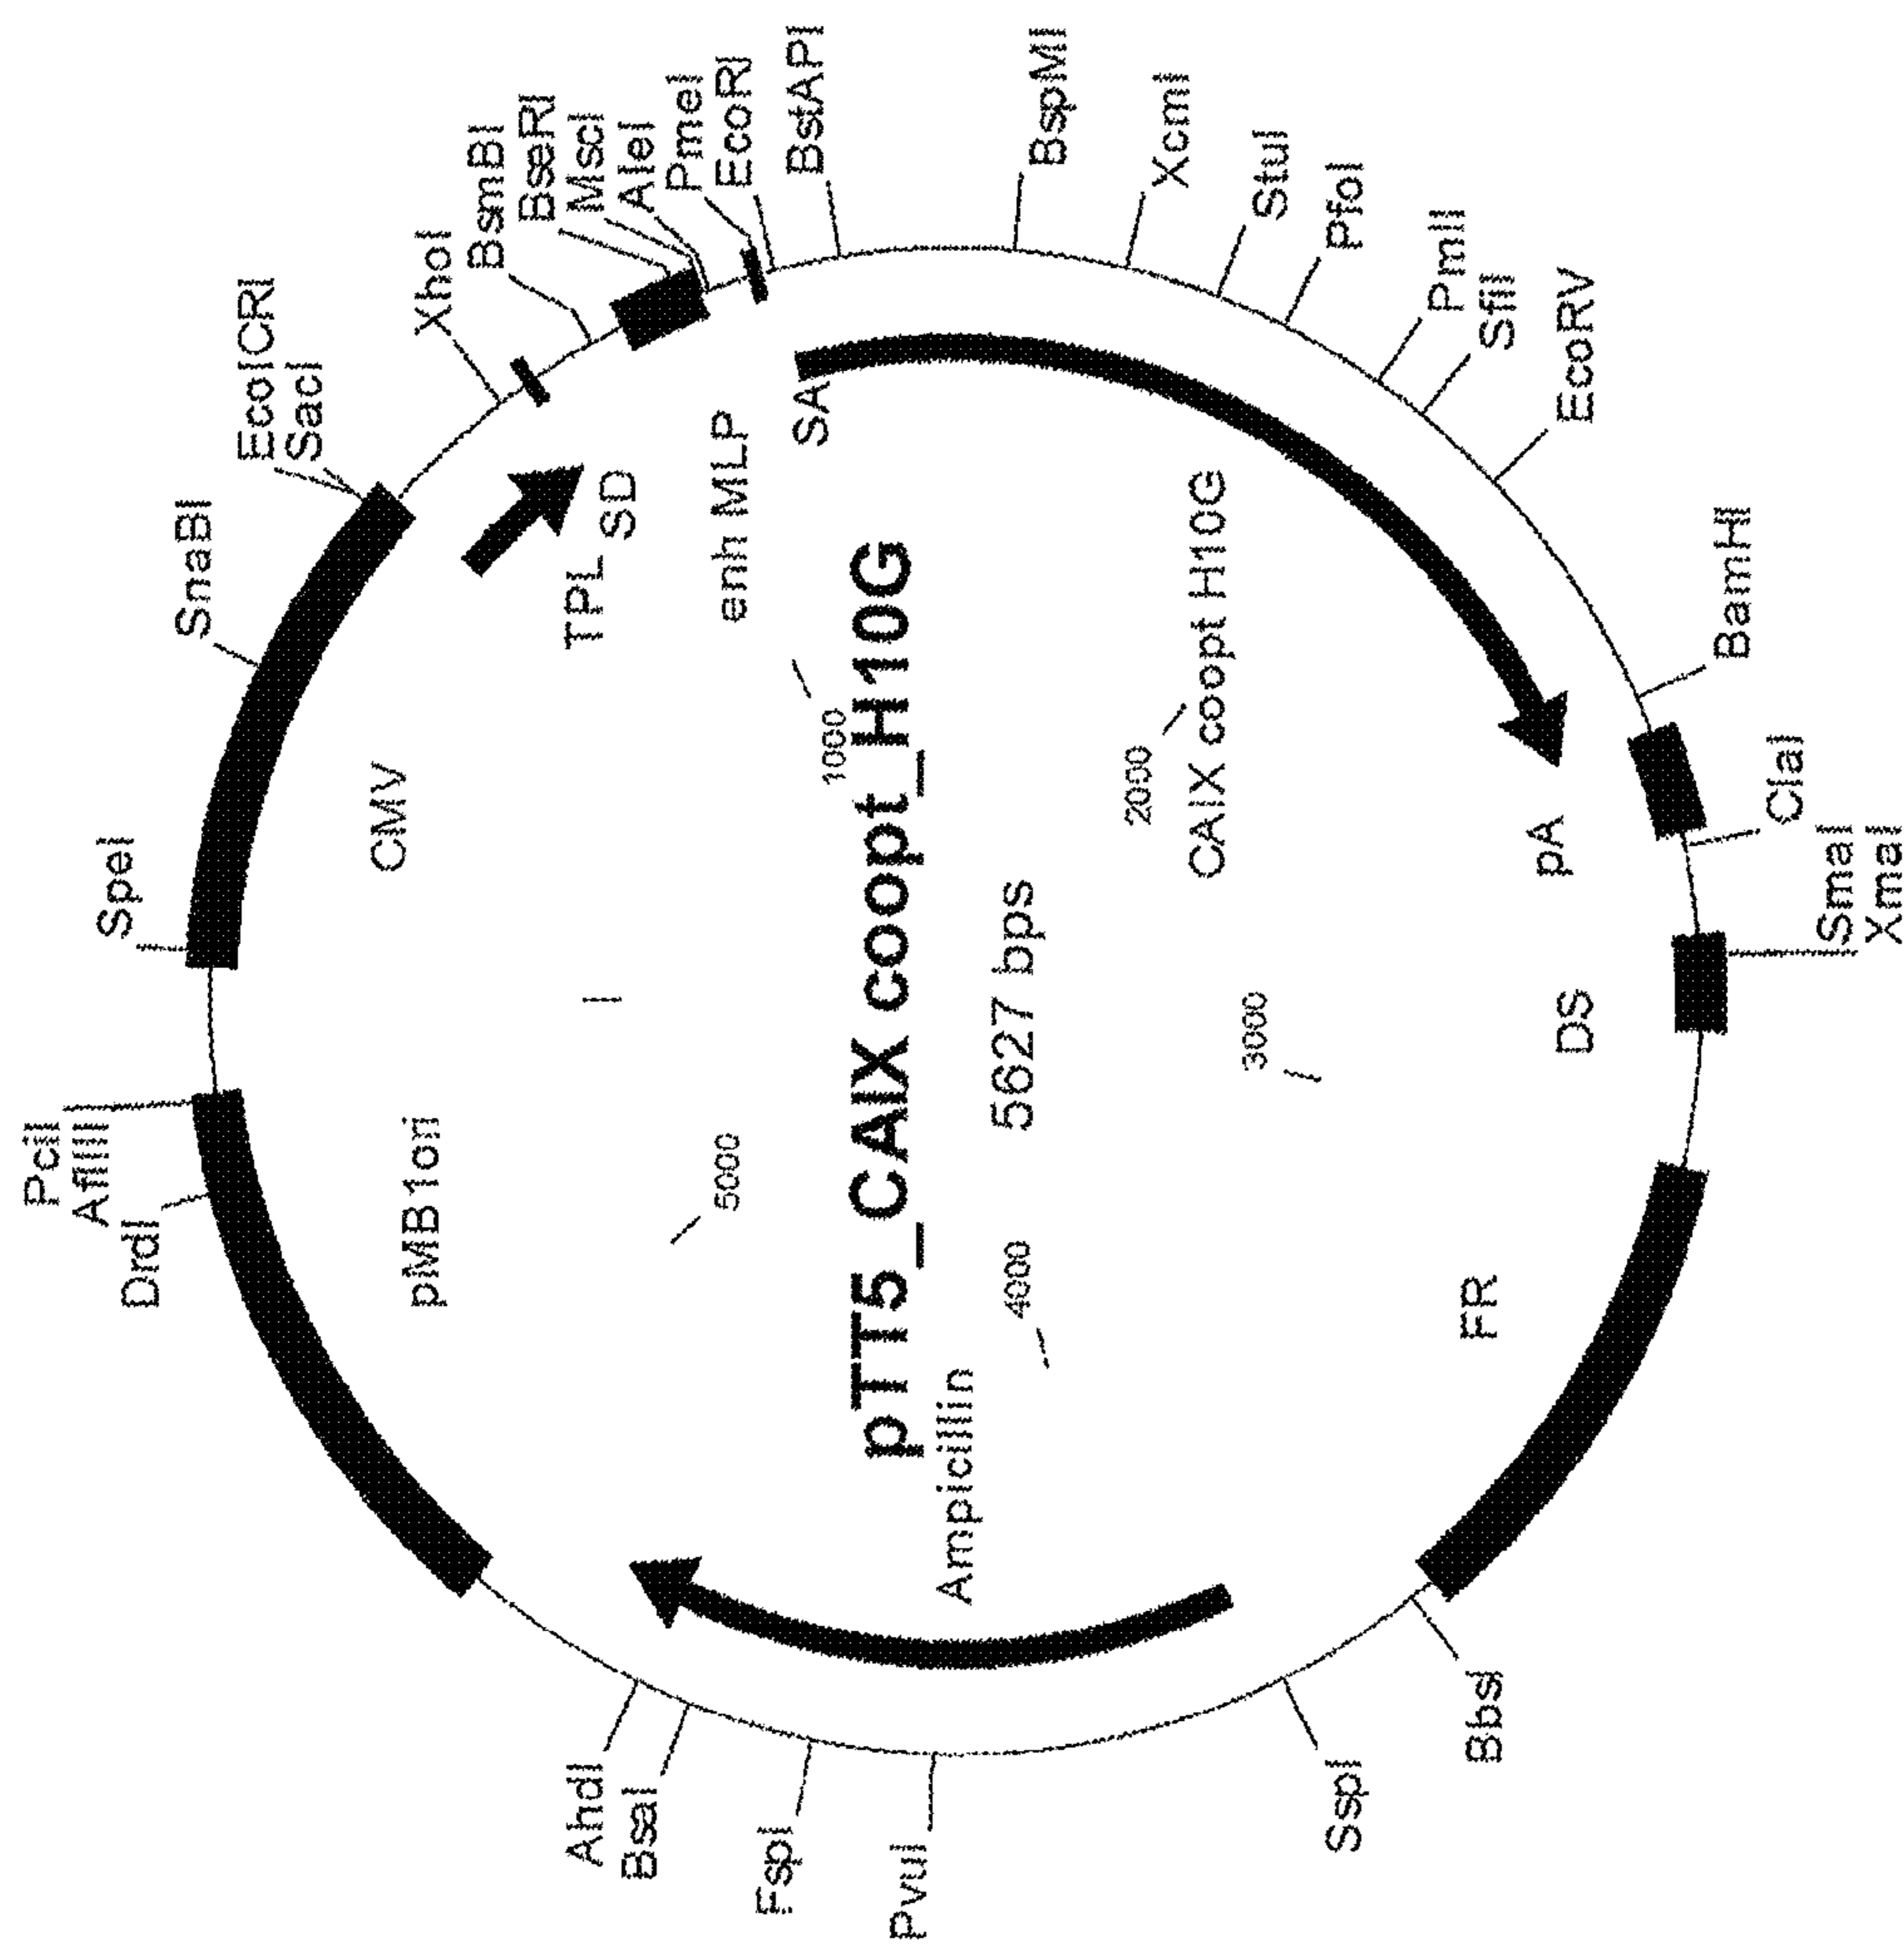 pTT5_CAIX coopt_H10G
5627 bps
SpeI
SnaBI
EcoICRI
SacI
XhoI
BsmBI
BseRI
MscI
AleI
PmeI
EcoRI
BstAPI
BspMI
XcmI
StuI
PfoI
PmlI
SfiI
EcoRV
BamHI
ClaI
SmaI
XmaI
BbsI
SspI
PvuI
FspI
BsaI
AhdI
DrdI
AflIII
PciI
CMV
TPL
SD
enh MLP
SA
CAIX coopt H10G
pA
DS
FR
Ampicillin
pMB1ori
1000
2000
3000
4000
5000